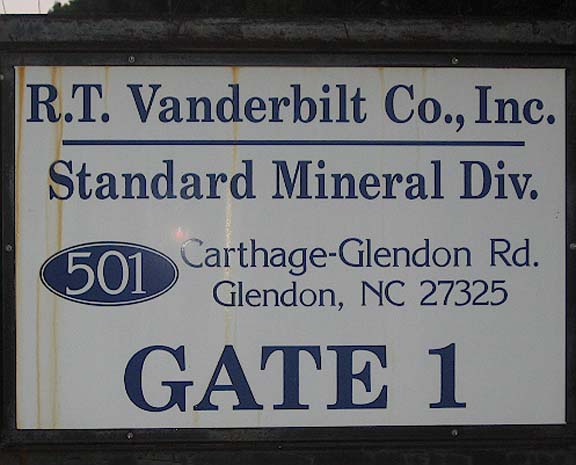 R.T. Vanderbilt Co., Inc.
Standard Mineral Div.
501 Carthage-Glendon Rd.
Glendon, NC 27325
GATE 1